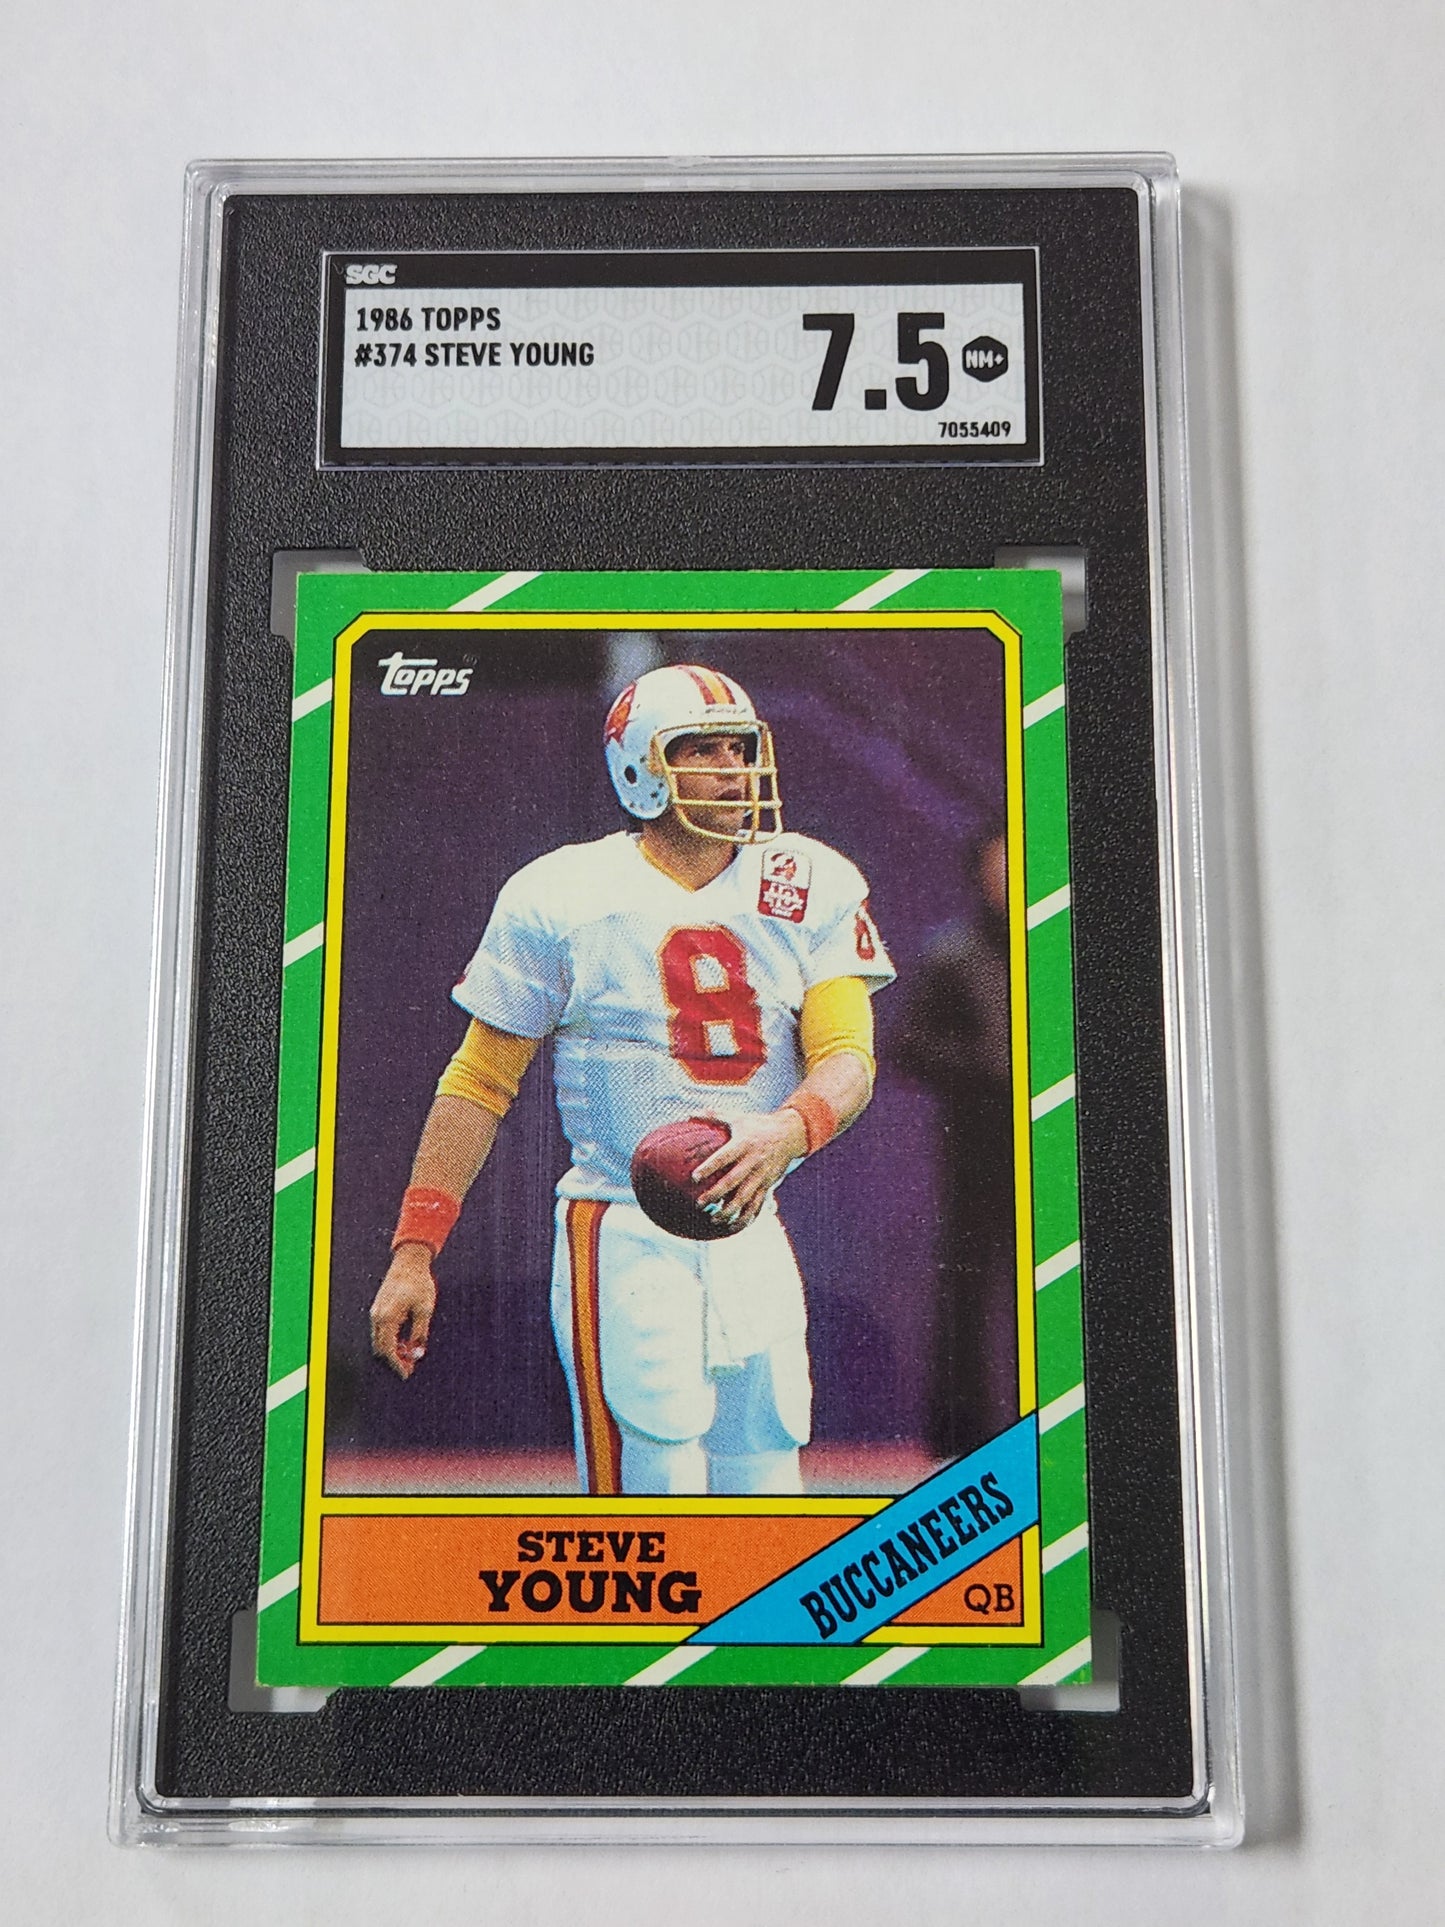 SGC
1986 TOPPS
#374 STEVE YOUNG
7.5 NM+
7055409
topps
8
8
STEVE
YOUNG
BUCCANEERS
QB